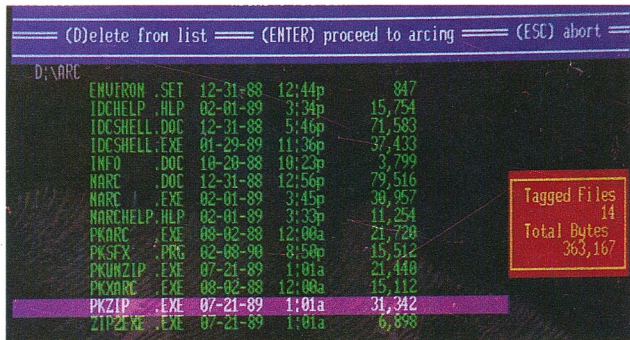 (D)elete from list (ENTER) proceed to arcing (ESC) abort
D:\ARC
ENVIRON .SET 12-31-88 12:44p 847
IDCHELP .HLP 02-01-89 3:34p 15,754
IDCSHELL.DOC 12-31-88 5:46p 71,583
IDCSHELL.EXE 01-29-89 11:36p 37,433
INFO .DOC 10-20-88 10:23p 3,799
NARC .DOC 12-31-88 12:56p 79,516
NARC .EXE 02-01-89 3:45p 30,957
NARCHELP.HLP 02-01-89 3:33p 11,254
PKARC .EXE 08-02-88 12:00a 21,720
PKSFX .PRG 02-08-90 8:50p 15,512
PKUNZIP .EXE 07-21-89 1:01a 21,440
PKXARC .EXE 08-02-88 12:00a 15,112
PKZIP .EXE 07-21-89 1:01a 31,342
ZIP2EXE .EXE 07-21-89 1:01a 6,898
Tagged Files
14
Total Bytes
363,167